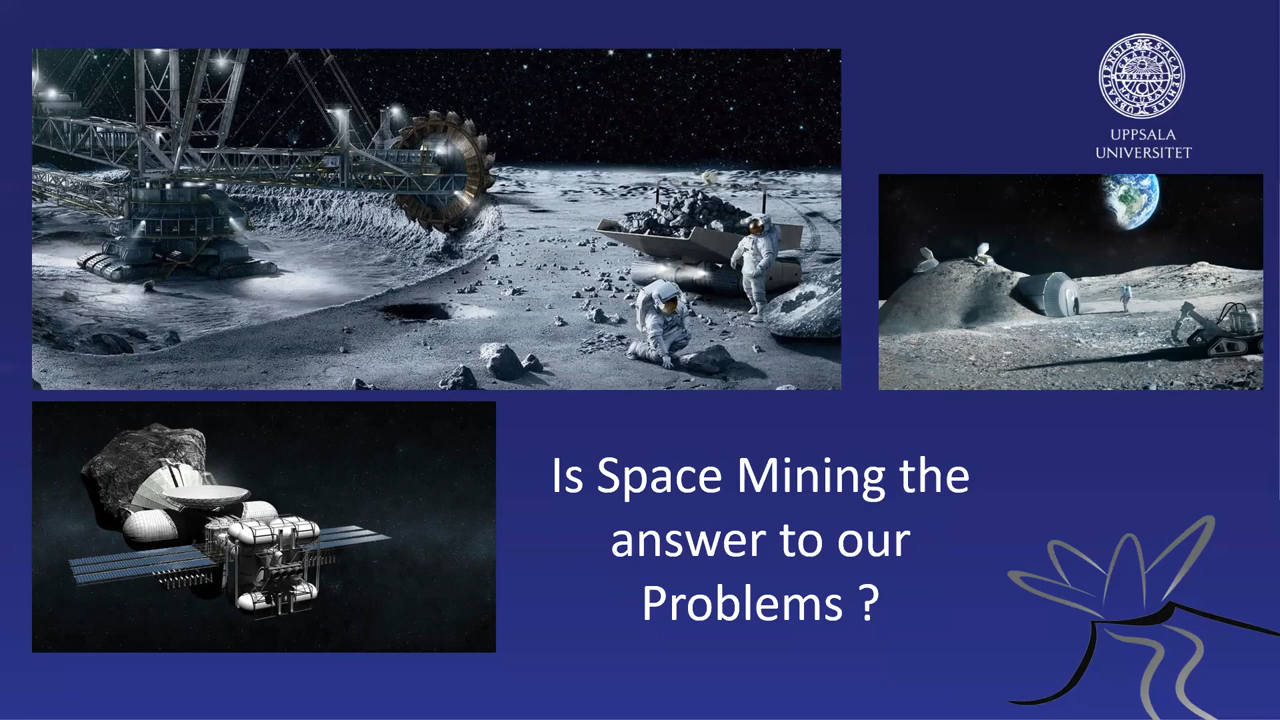 UPPSALA
UNIVERSITET
Is Space Mining the
answer to our
Problems ?